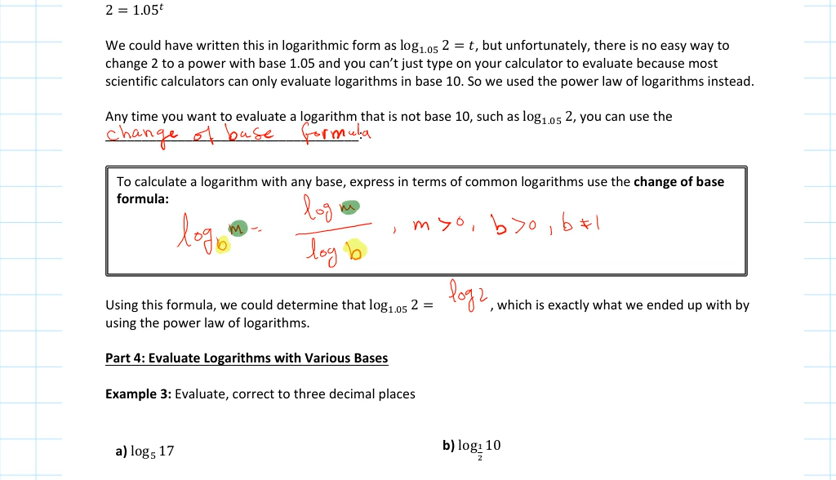 2 = 1.05ᵗ
We could have written this in logarithmic form as log₁.₀₅ 2 = t, but unfortunately, there is no easy way to
change 2 to a power with base 1.05 and you can't just type on your calculator to evaluate because most
scientific calculators can only evaluate logarithms in base 10. So we used the power law of logarithms instead.
Any time you want to evaluate a logarithm that is not base 10, such as log₁.₀₅ 2, you can use the
change of base formula
To calculate a logarithm with any base, express in terms of common logarithms use the change of base
formula:
log_b m = log m / log b , m >0, b >0, b ≠1
Using this formula, we could determine that log₁.₀₅ 2 = log 2 , which is exactly what we ended up with by
using the power law of logarithms.
Part 4: Evaluate Logarithms with Various Bases
Example 3: Evaluate, correct to three decimal places
a) log₅ 17 b) log_{1/2} 10